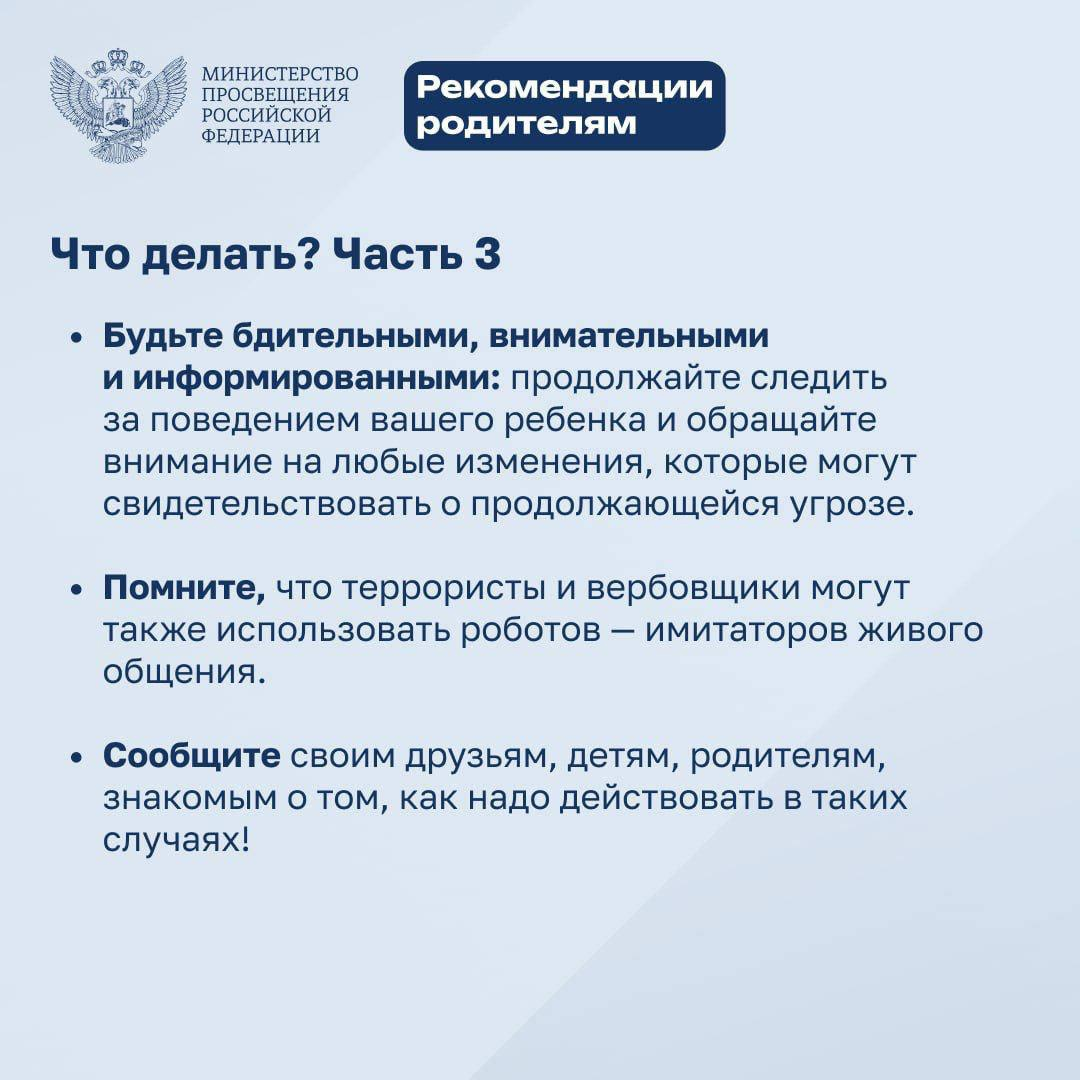 МИНИСТЕРСТВО
ПРОСВЕЩЕНИЯ
РОССИЙСКОЙ
ФЕДЕРАЦИИ
Рекомендации
родителям
Что делать? Часть 3
• Будьте бдительными, внимательными
и информированными: продолжайте следить
за поведением вашего ребенка и обращайте
внимание на любые изменения, которые могут
свидетельствовать о продолжающейся угрозе.
• Помните, что террористы и вербовщики могут
также использовать роботов — имитаторов живого
общения.
• Сообщите своим друзьям, детям, родителям,
знакомым о том, как надо действовать в таких
случаях!